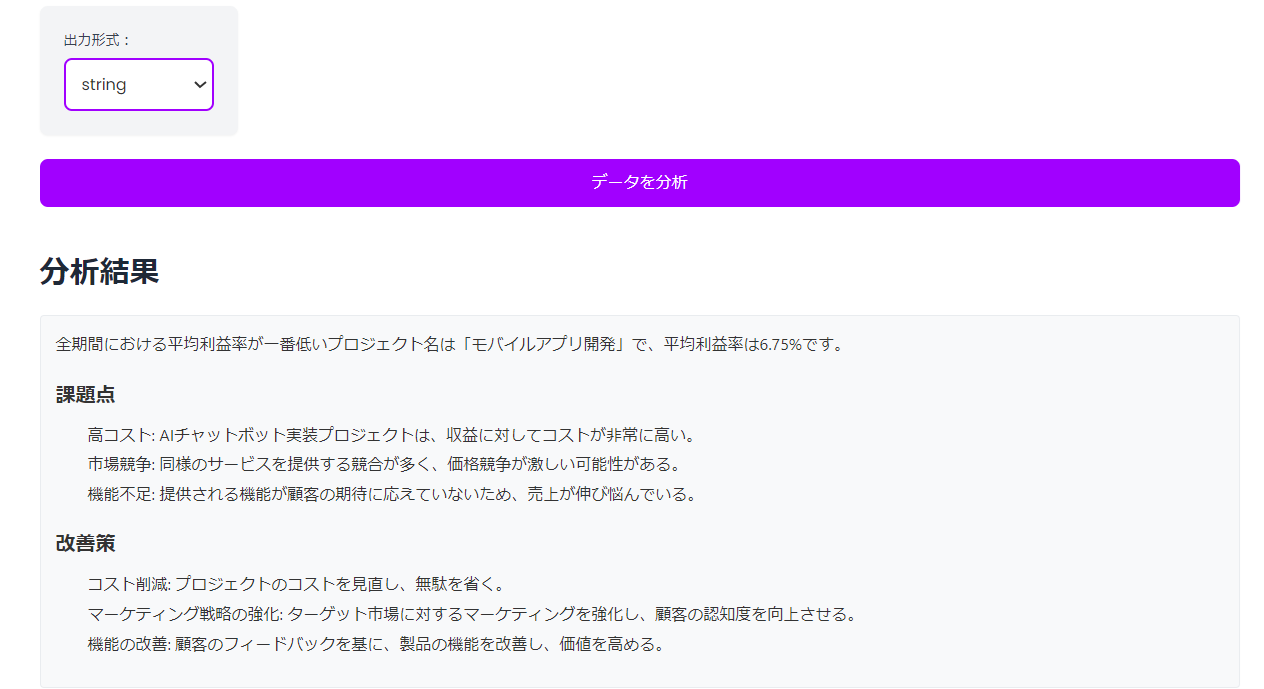 出力形式：
string
データを分析
分析結果
全期間における平均利益率が一番低いプロジェクト名は「モバイルアプリ開発」で、平均利益率は6.75%です。
課題点
高コスト: AIチャットボット実装プロジェクトは、収益に対してコストが非常に高い。
市場競争: 同様のサービスを提供する競合が多く、価格競争が激しい可能性がある。
機能不足: 提供される機能が顧客の期待に応えていないため、売上が伸び悩んでいる。
改善策
コスト削減: プロジェクトのコストを見直し、無駄を省く。
マーケティング戦略の強化: ターゲット市場に対するマーケティングを強化し、顧客の認知度を向上させる。
機能の改善: 顧客のフィードバックを基に、製品の機能を改善し、価値を高める。